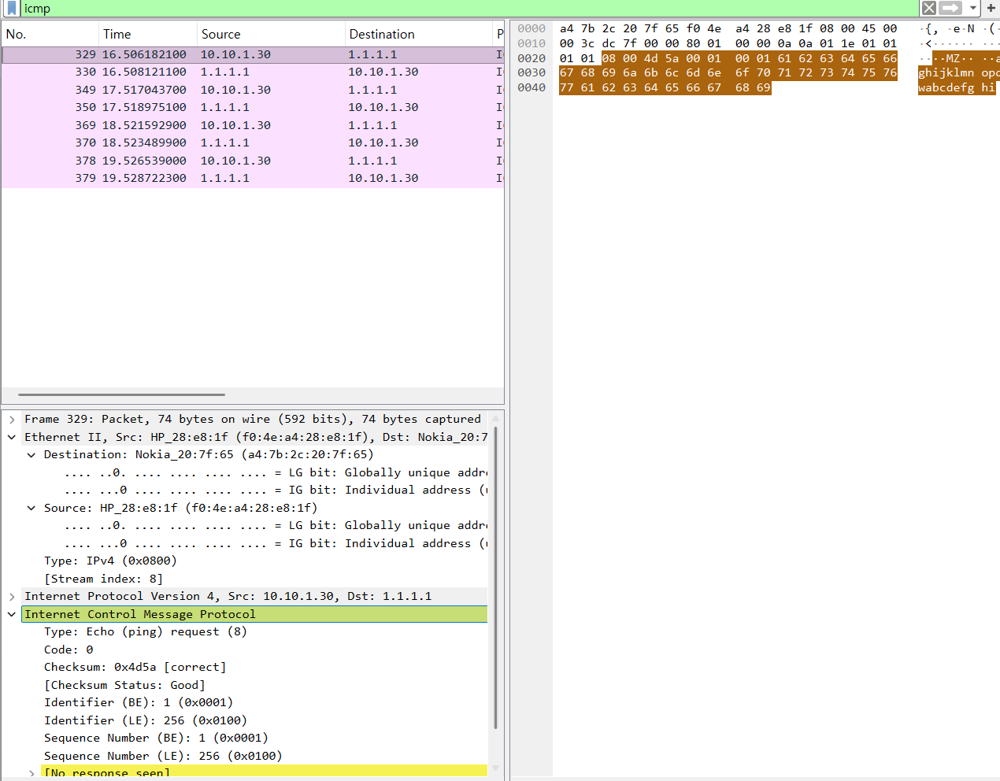 icmp
No. Time Source Destination P
329 16.506182100 10.10.1.30 1.1.1.1
330 16.508121100 1.1.1.1 10.10.1.30
349 17.517043700 10.10.1.30 1.1.1.1
350 17.518975100 1.1.1.1 10.10.1.30
369 18.521592900 10.10.1.30 1.1.1.1
370 18.523489900 1.1.1.1 10.10.1.30
378 19.526539000 10.10.1.30 1.1.1.1
379 19.528722300 1.1.1.1 10.10.1.30
0000 a4 7b 2c 20 7f 65 f0 4e a4 28 e8 1f 08 00 45 00 ·{, ·e·N ·(·
0010 00 3c dc 7f 00 00 80 01 00 00 0a 0a 01 1e 01 01 ·<······ ···
0020 01 01 08 00 4d 5a 00 01 00 01 61 62 63 64 65 66 ····MZ·· ··a
0030 67 68 69 6a 6b 6c 6d 6e 6f 70 71 72 73 74 75 76 ghijklmn opq
0040 77 61 62 63 64 65 66 67 68 69 wabcdefg hi
Frame 329: Packet, 74 bytes on wire (592 bits), 74 bytes captured
Ethernet II, Src: HP_28:e8:1f (f0:4e:a4:28:e8:1f), Dst: Nokia_20:7
Destination: Nokia_20:7f:65 (a4:7b:2c:20:7f:65)
.... ..0. .... .... .... .... = LG bit: Globally unique addr
.... ...0 .... .... .... .... = IG bit: Individual address (
Source: HP_28:e8:1f (f0:4e:a4:28:e8:1f)
.... ..0. .... .... .... .... = LG bit: Globally unique addr
.... ...0 .... .... .... .... = IG bit: Individual address (
Type: IPv4 (0x0800)
[Stream index: 8]
Internet Protocol Version 4, Src: 10.10.1.30, Dst: 1.1.1.1
Internet Control Message Protocol
Type: Echo (ping) request (8)
Code: 0
Checksum: 0x4d5a [correct]
[Checksum Status: Good]
Identifier (BE): 1 (0x0001)
Identifier (LE): 256 (0x0100)
Sequence Number (BE): 1 (0x0001)
Sequence Number (LE): 256 (0x0100)
[No response seen]